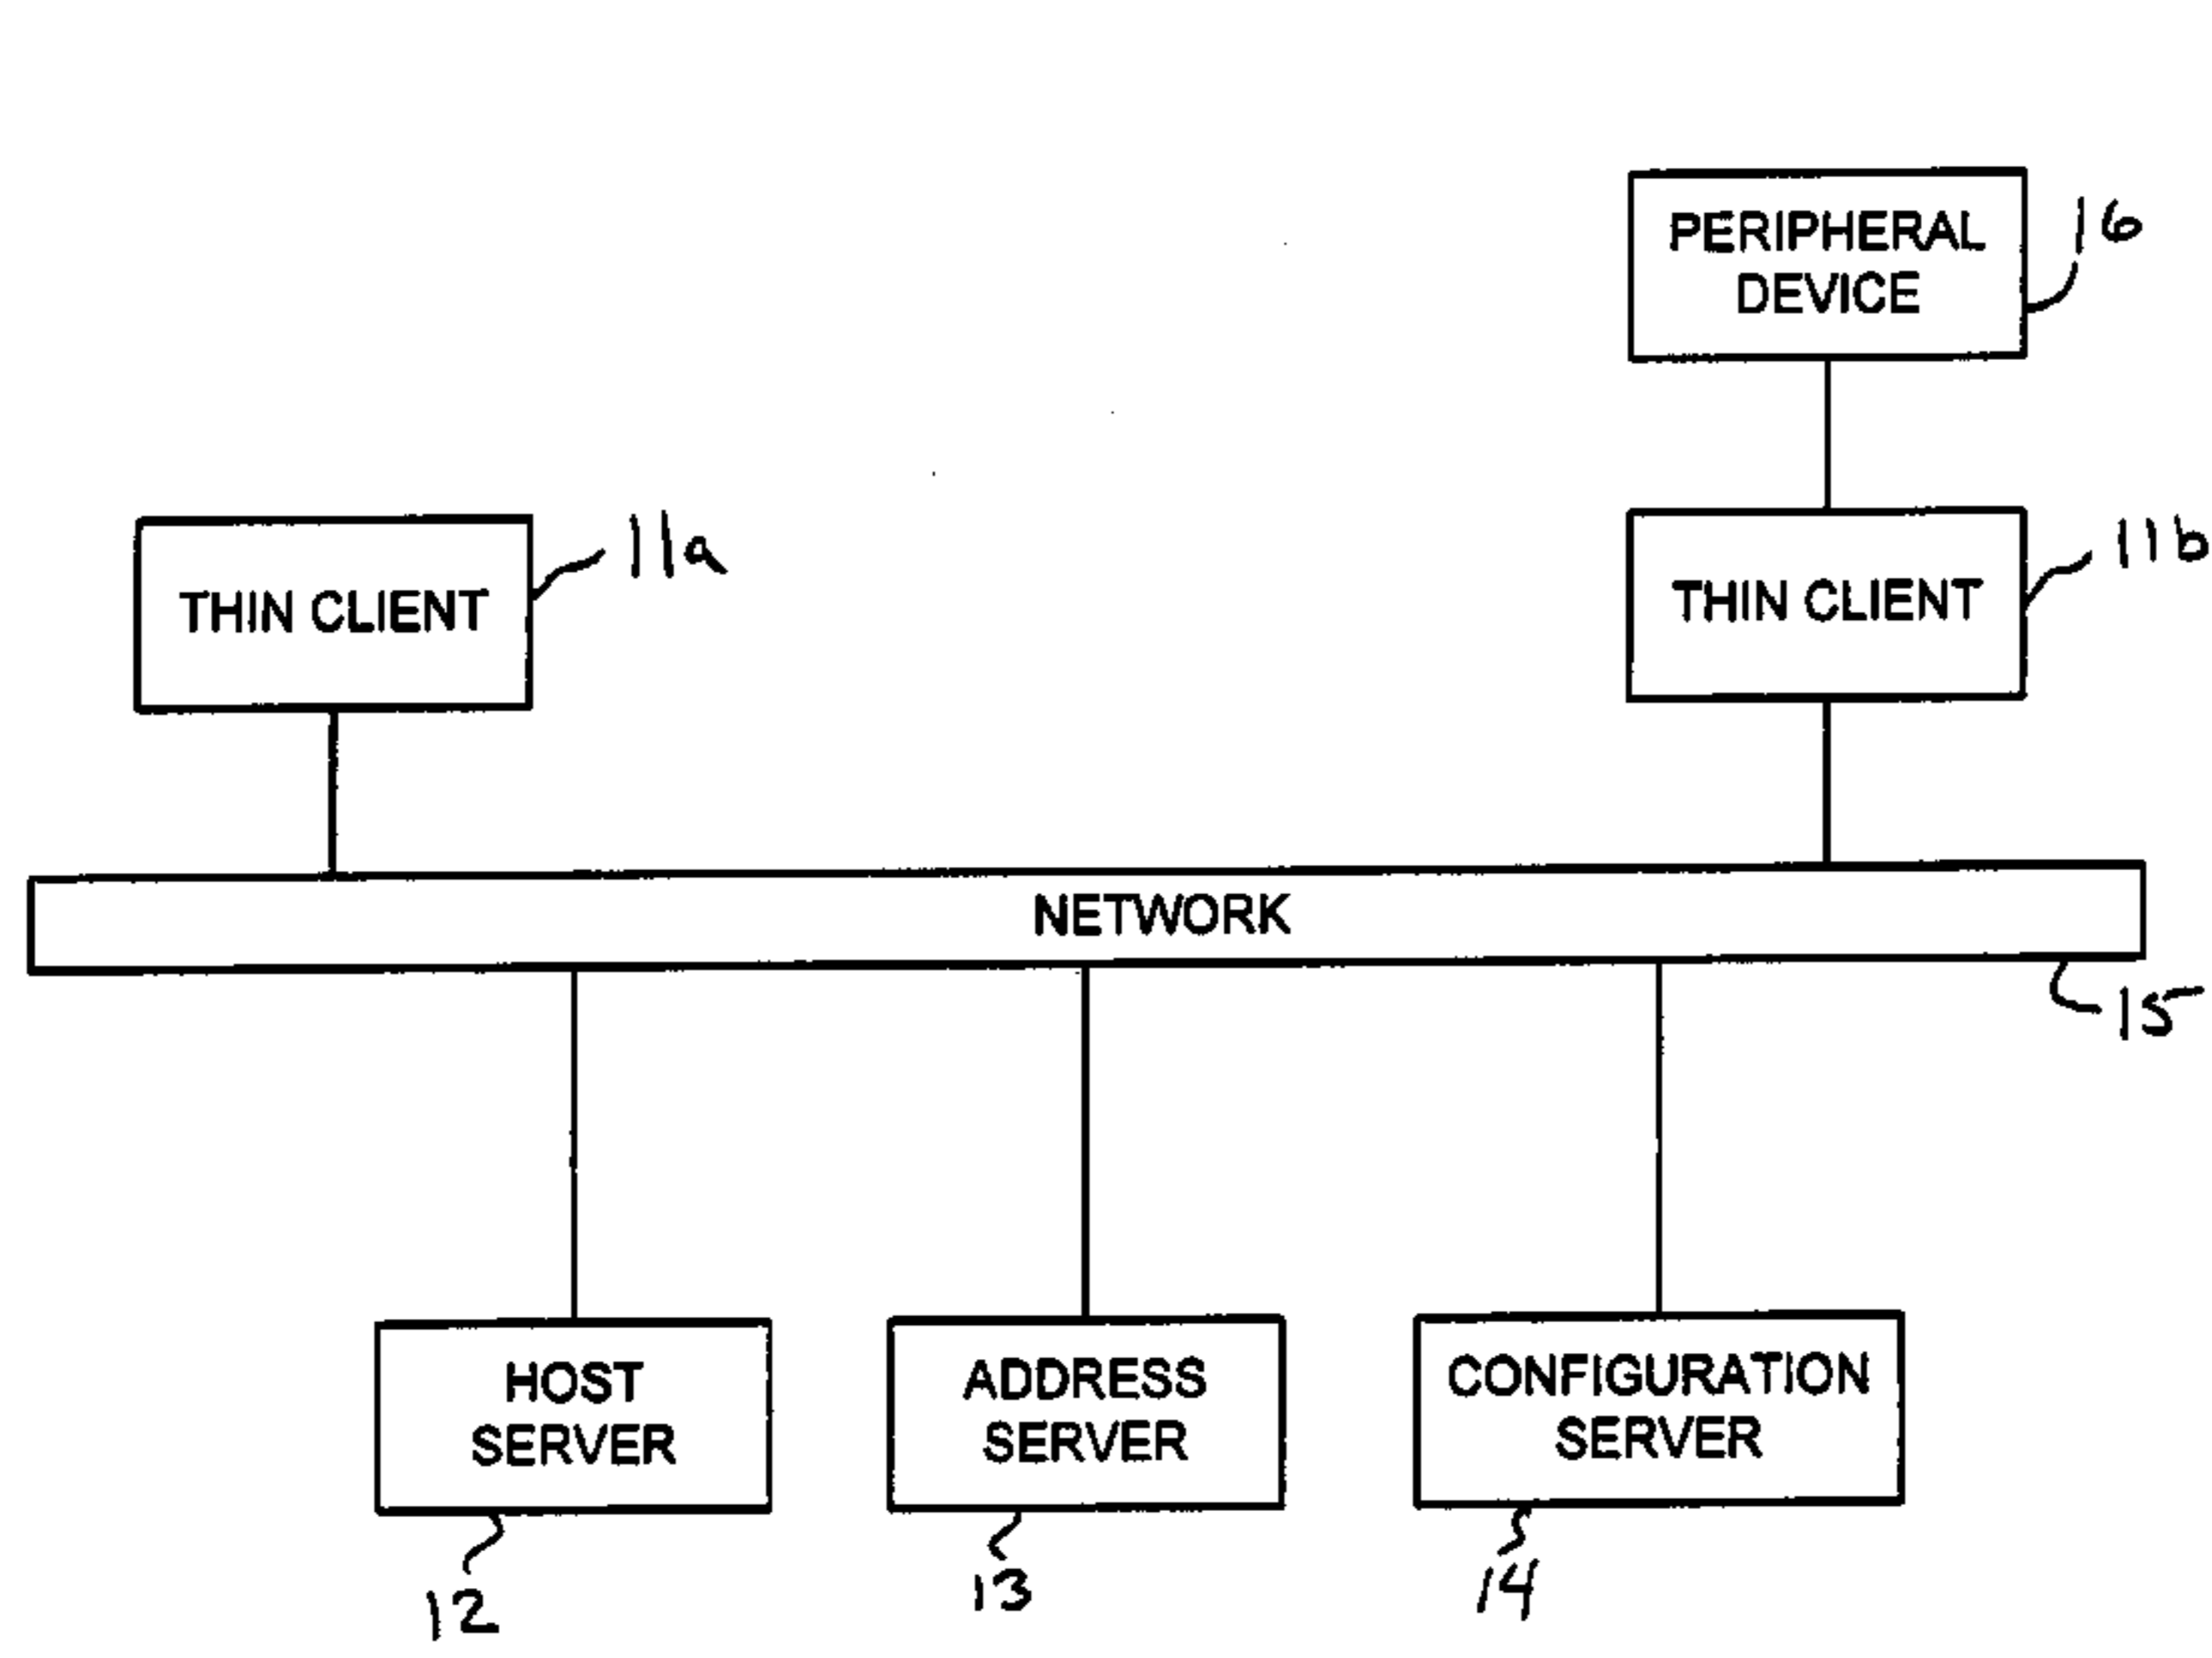 PERIPHERAL
DEVICE
16
THIN CLIENT
11a
THIN CLIENT
11b
NETWORK
15
HOST
SERVER
12
ADDRESS
SERVER
13
CONFIGURATION
SERVER
14